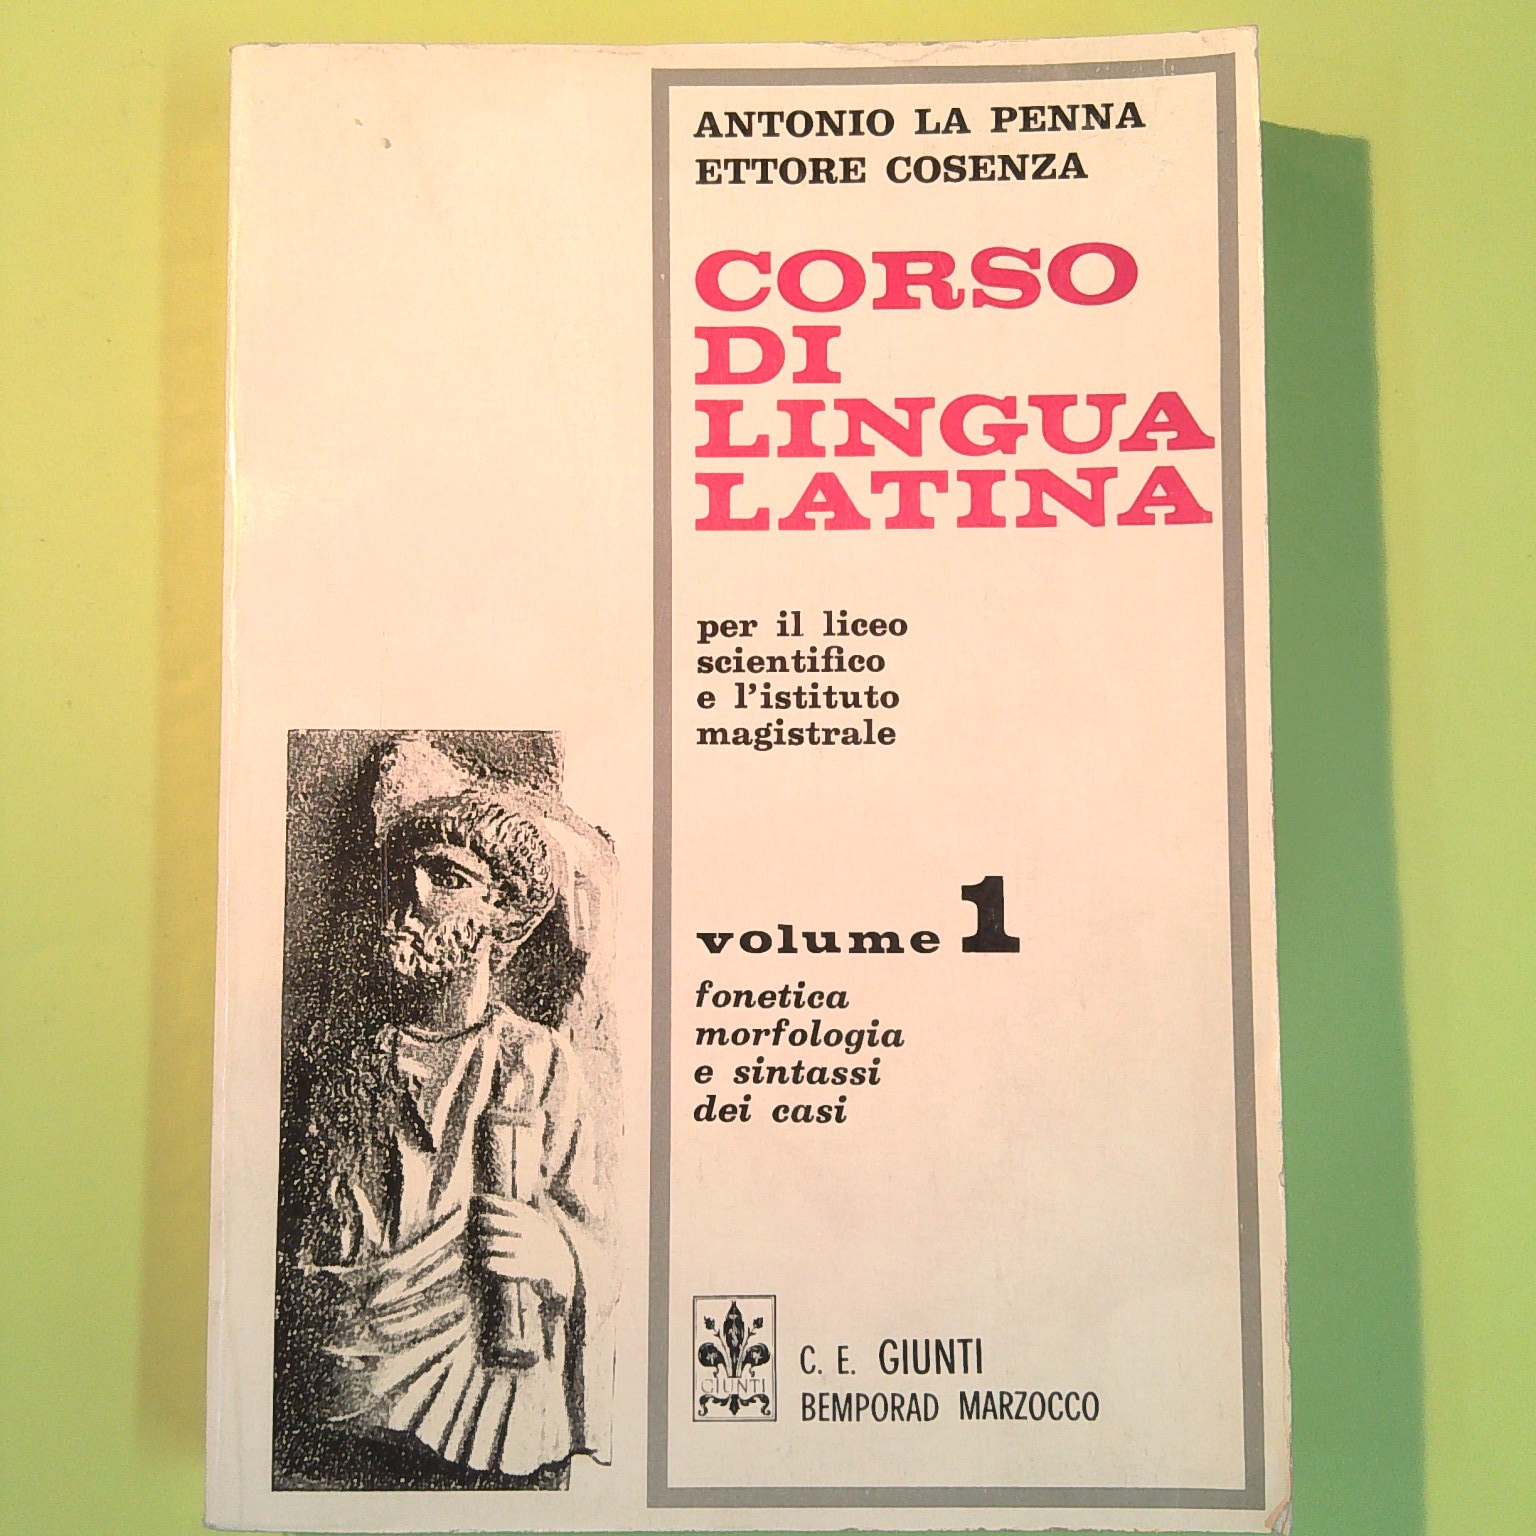 ANTONIO LA PENNA
ETTORE COSENZA
CORSO
DI
LINGUA
LATINA
per il liceo
scientifico
e l'istituto
magistrale
volume 1
fonetica
morfologia
e sintassi
dei casi
GIUNTI
C. E. GIUNTI
BEMPORAD MARZOCCO